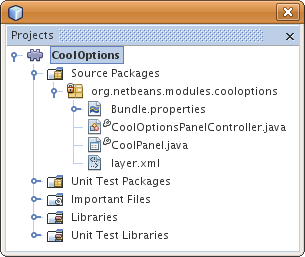 Projects
CoolOptions
Source Packages
org.netbeans.modules.cooloptions
Bundle.properties
CoolOptionsPanelController.java
CoolPanel.java
layer.xml
Unit Test Packages
Important Files
Libraries
Unit Test Libraries